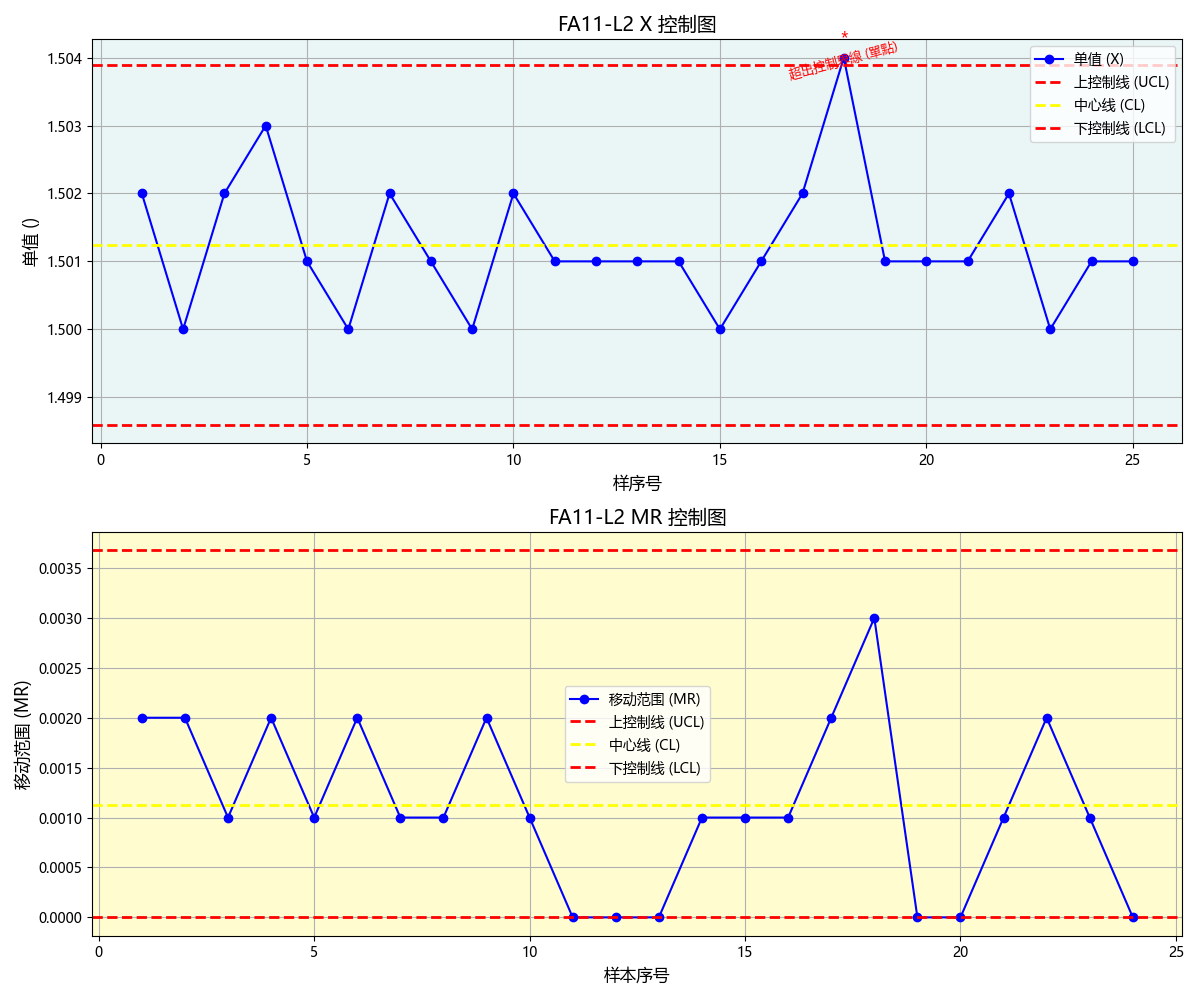 FA11-L2 X 控制图
*
超出控制界線 (單點)
单值 (X)
上控制线 (UCL)
中心线 (CL)
下控制线 (LCL)
1.504
1.503
1.502
1.501
1.500
1.499
单值 ()
0 5 10 15 20 25
样序号
FA11-L2 MR 控制图
移动范围 (MR)
上控制线 (UCL)
中心线 (CL)
下控制线 (LCL)
0.0035
0.0030
0.0025
0.0020
0.0015
0.0010
0.0005
0.0000
移动范围 (MR)
0 5 10 15 20 25
样本序号